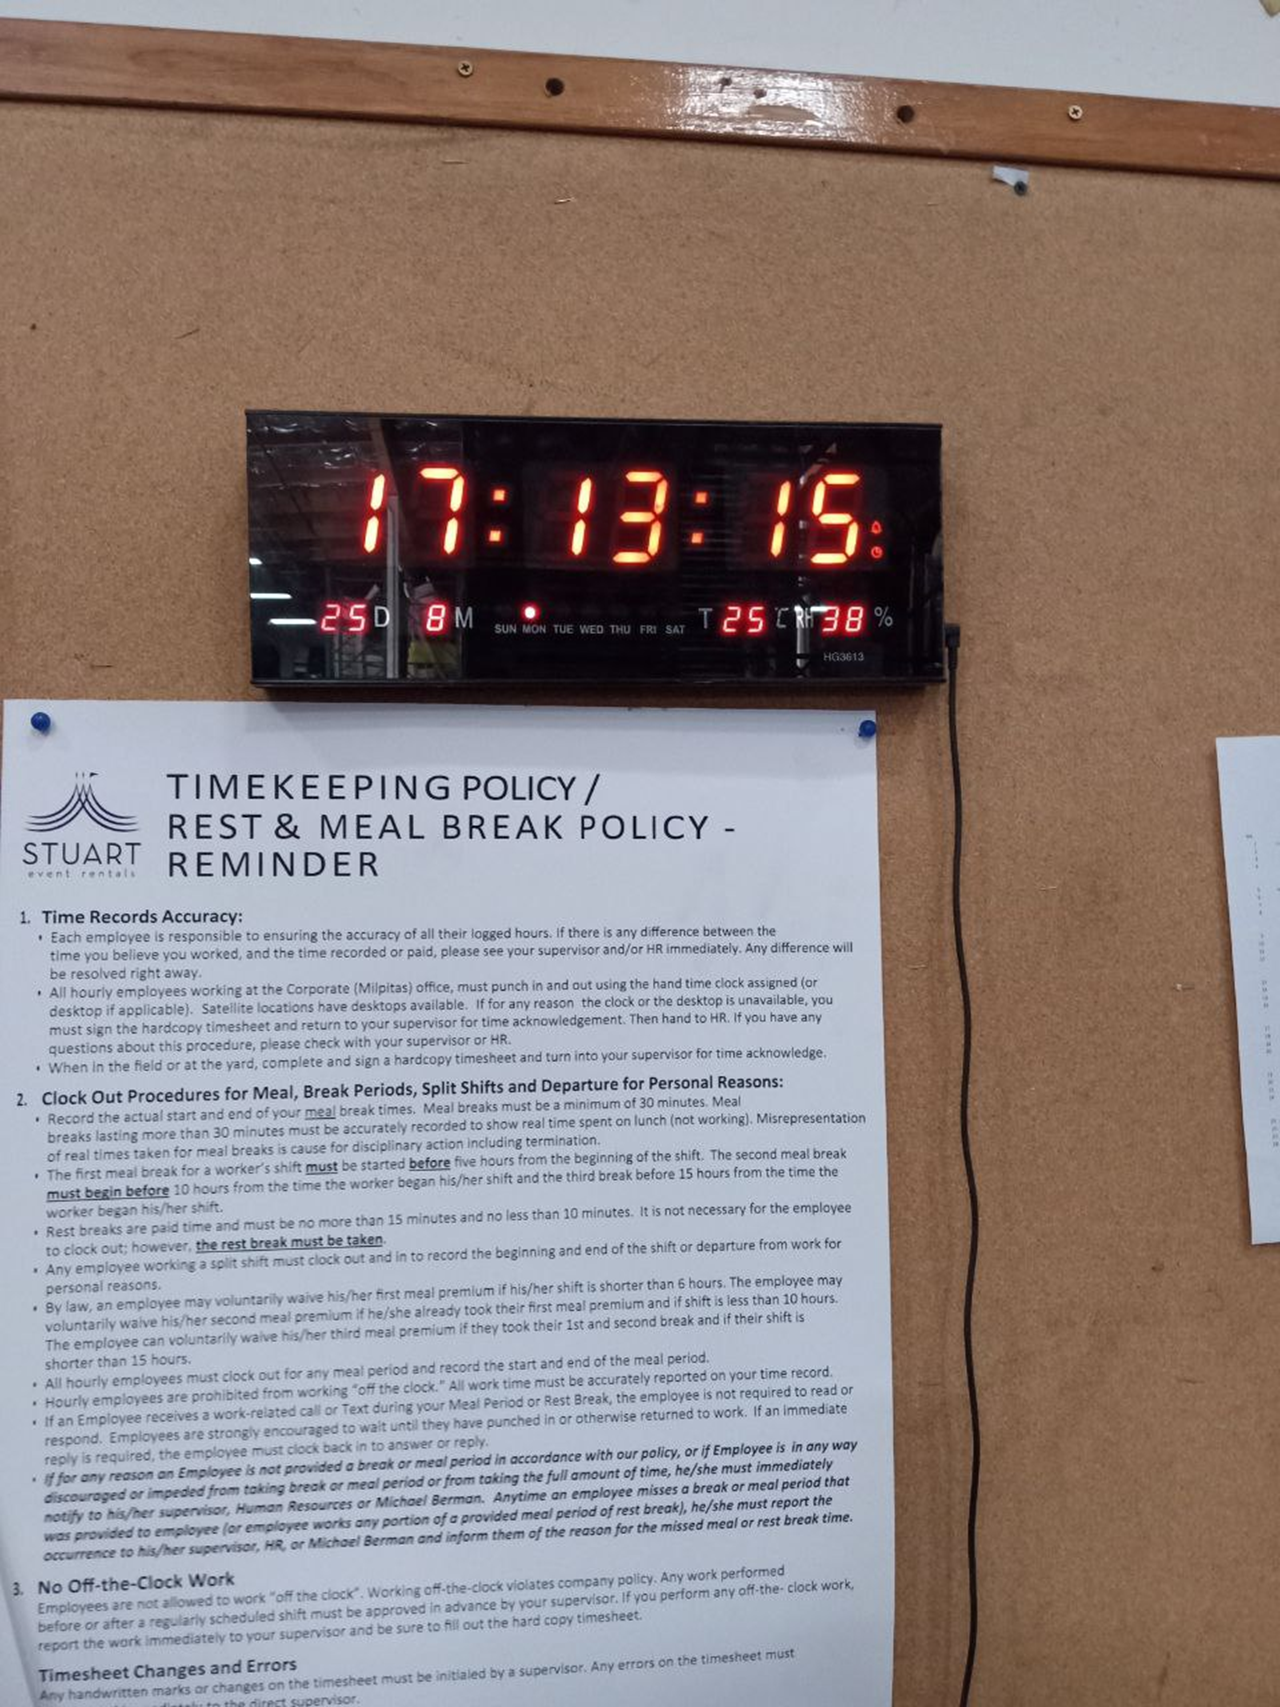 17:13:15
25 D 8 M SUN MON TUE WED THU FRI SAT T 25 °C RH 38 %
HG3613
STUART
event rentals
TIMEKEEPING POLICY /
REST & MEAL BREAK POLICY -
REMINDER
1. Time Records Accuracy:
• Each employee is responsible to ensuring the accuracy of all their logged hours. If there is any difference between the
time you believe you worked, and the time recorded or paid, please see your supervisor and/or HR immediately. Any difference will
be resolved right away.
• All hourly employees working at the Corporate (Milpitas) office, must punch in and out using the hand time clock assigned (or
desktop if applicable). Satellite locations have desktops available. If for any reason the clock or the desktop is unavailable, you
must sign the hardcopy timesheet and return to your supervisor for time acknowledgement. Then hand to HR. If you have any
questions about this procedure, please check with your supervisor or HR.
• When in the field or at the yard, complete and sign a hardcopy timesheet and turn into your supervisor for time acknowledge.
2. Clock Out Procedures for Meal, Break Periods, Split Shifts and Departure for Personal Reasons:
• Record the actual start and end of your meal break times. Meal breaks must be a minimum of 30 minutes. Meal
breaks lasting more than 30 minutes must be accurately recorded to show real time spent on lunch (not working). Misrepresentation
of real times taken for meal breaks is cause for disciplinary action including termination.
• The first meal break for a worker's shift must be started before five hours from the beginning of the shift. The second meal break
must begin before 10 hours from the time the worker began his/her shift and the third break before 15 hours from the time the
worker began his/her shift.
• Rest breaks are paid time and must be no more than 15 minutes and no less than 10 minutes. It is not necessary for the employee
to clock out; however, the rest break must be taken.
• Any employee working a split shift must clock out and in to record the beginning and end of the shift or departure from work for
personal reasons.
• By law, an employee may voluntarily waive his/her first meal premium if his/her shift is shorter than 6 hours. The employee may
voluntarily waive his/her second meal premium if he/she already took their first meal premium and if shift is less than 10 hours.
The employee can voluntarily waive his/her third meal premium if they took their 1st and second break and if their shift is
shorter than 15 hours.
• All hourly employees must clock out for any meal period and record the start and end of the meal period.
• Hourly employees are prohibited from working "off the clock." All work time must be accurately reported on your time record.
• If an Employee receives a work-related call or Text during your Meal Period or Rest Break, the employee is not required to read or
respond. Employees are strongly encouraged to wait until they have punched in or otherwise returned to work. If an immediate
reply is required, the employee must clock back in to answer or reply.
• If for any reason an Employee is not provided a break or meal period in accordance with our policy, or if Employee is in any way
discouraged or impeded from taking break or meal period or from taking the full amount of time, he/she must immediately
notify to his/her supervisor, Human Resources or Michael Berman. Anytime an employee misses a break or meal period that
was provided to employee (or employee works any portion of a provided meal period of rest break), he/she must report the
occurrence to his/her supervisor, HR, or Michael Berman and inform them of the reason for the missed meal or rest break time.
3. No Off-the-Clock Work
Employees are not allowed to work "off the clock". Working off-the-clock violates company policy. Any work performed
before or after a regularly scheduled shift must be approved in advance by your supervisor. If you perform any off-the- clock work,
report the work immediately to your supervisor and be sure to fill out the hard copy timesheet.
Timesheet Changes and Errors
Any handwritten marks or changes on the timesheet must be initialed by a supervisor. Any errors on the timesheet must
to the direct supervisor.